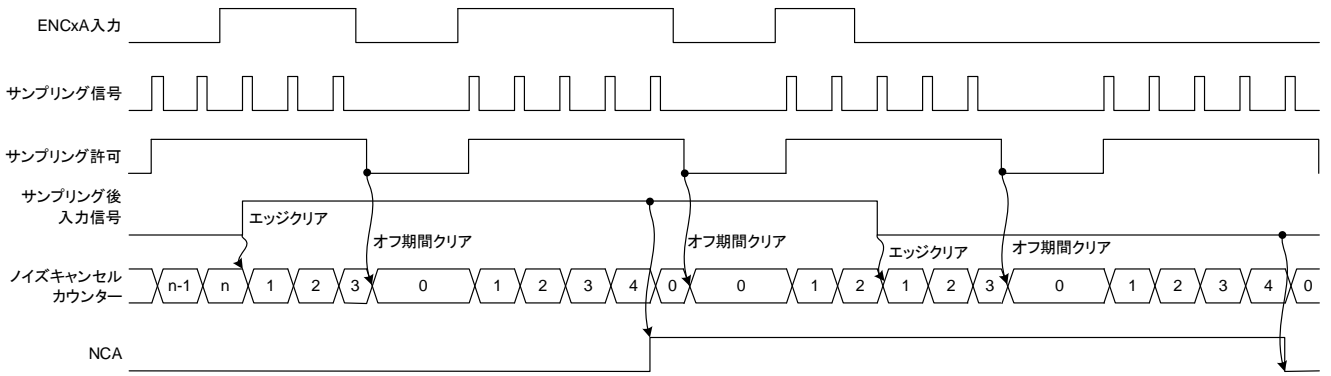 ENCxA入力
サンプリング信号
サンプリング許可
サンプリング後
入力信号
エッジクリア
オフ期間クリア
オフ期間クリア
エッジクリア
オフ期間クリア
ノイズキャンセル
カウンター
n-1 n 1 2 3 0 1 2 3 4 0 0 1 2 1 2 3 0 1 2 3 4 0
NCA